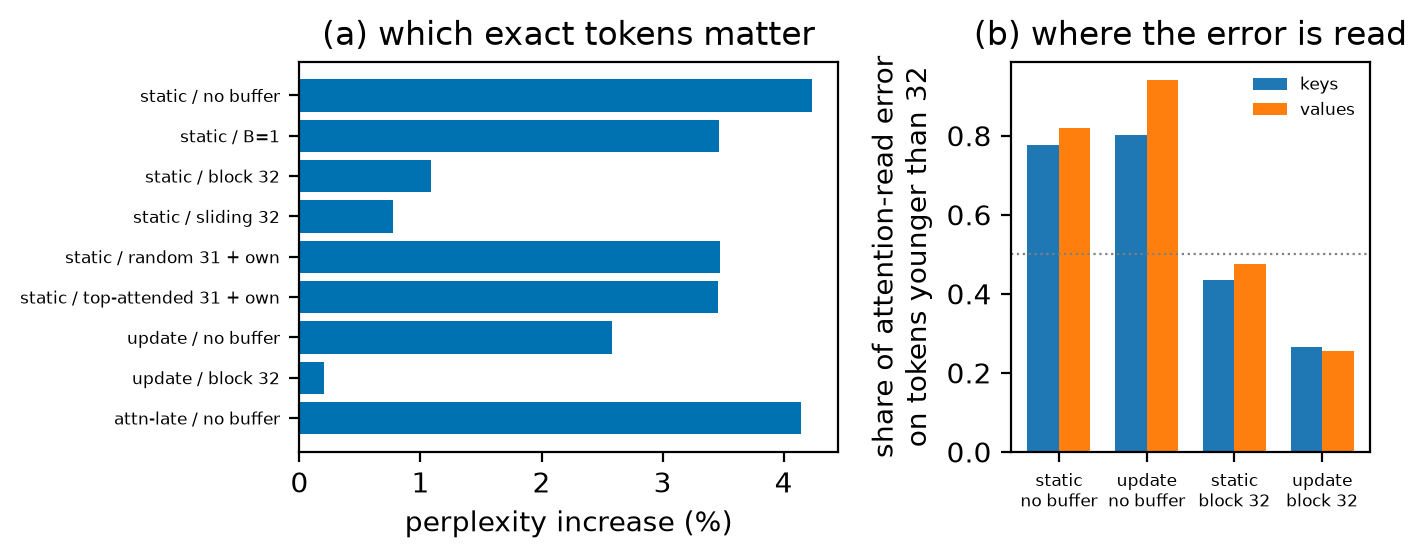 (a) which exact tokens matter
static / no buffer
static / B=1
static / block 32
static / sliding 32
static / random 31 + own
static / top-attended 31 + own
update / no buffer
update / block 32
attn-late / no buffer
0 1 2 3 4
perplexity increase (%)
(b) where the error is read
share of attention-read error
on tokens younger than 32
keys
values
0.8
0.6
0.4
0.2
0.0
static
no buffer
update
no buffer
static
block 32
update
block 32